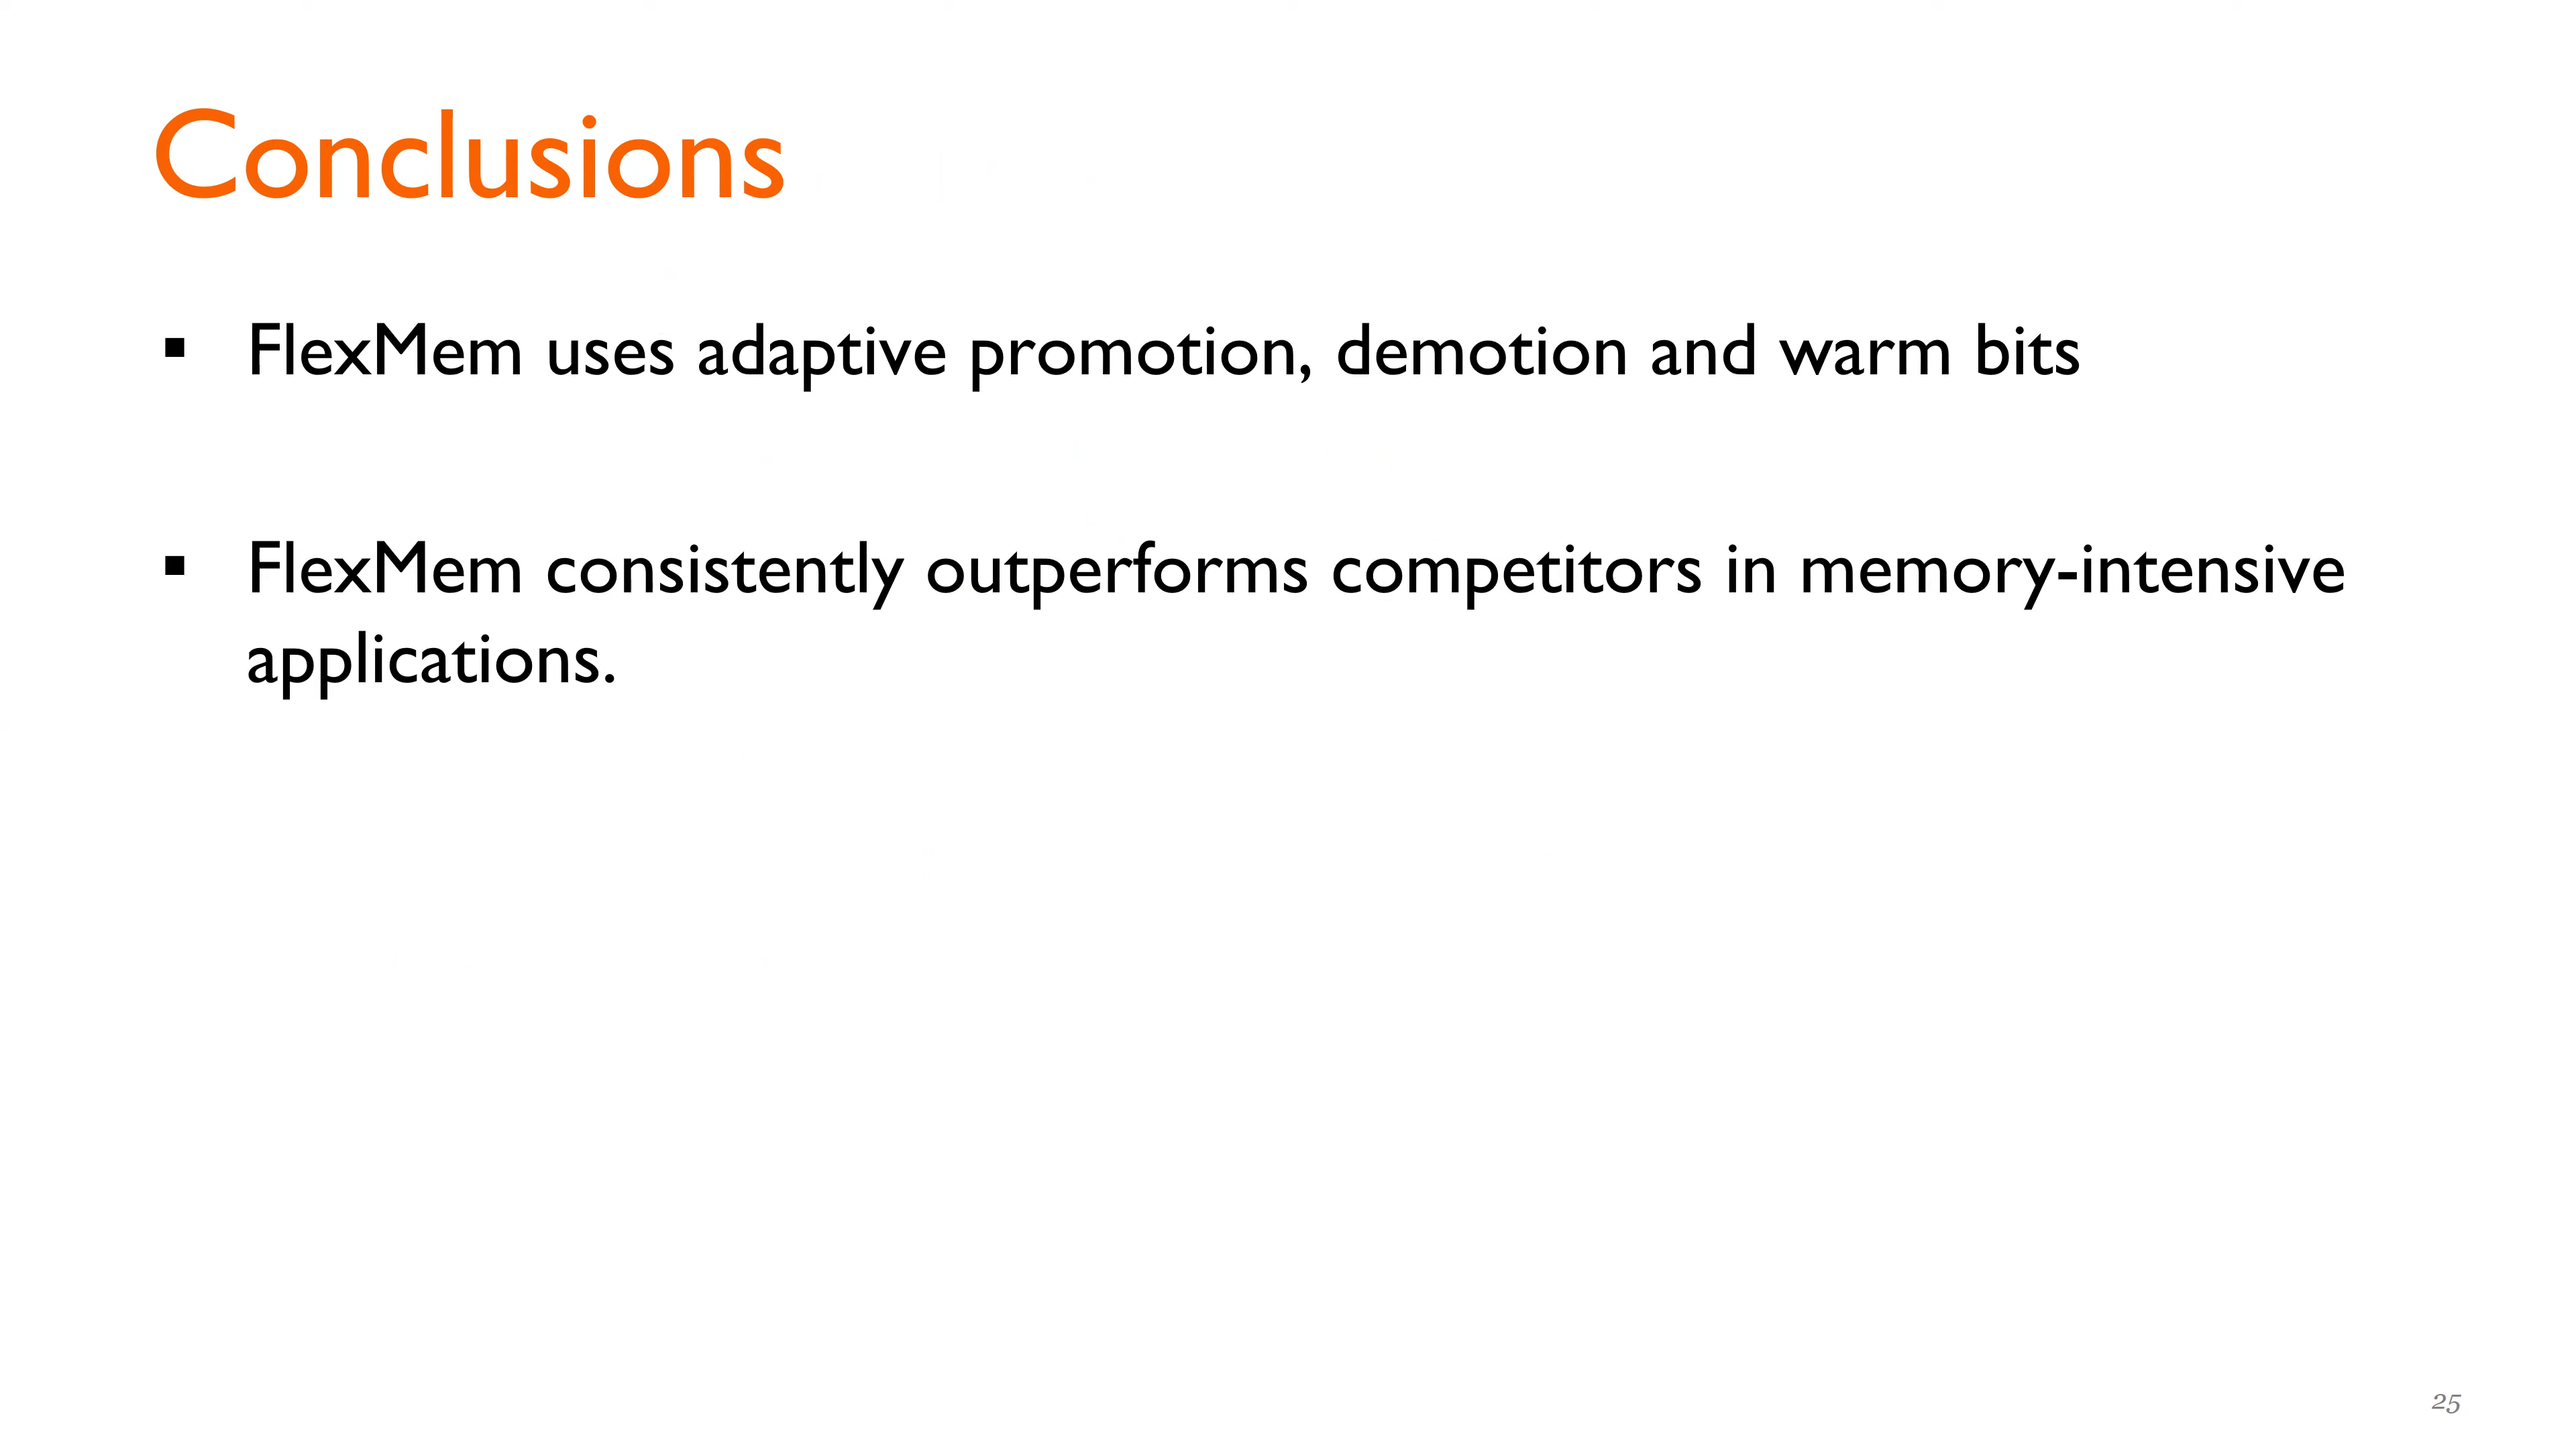 Conclusions
▪ FlexMem uses adaptive promotion, demotion and warm bits
▪ FlexMem consistently outperforms competitors in memory-intensive
applications.
25